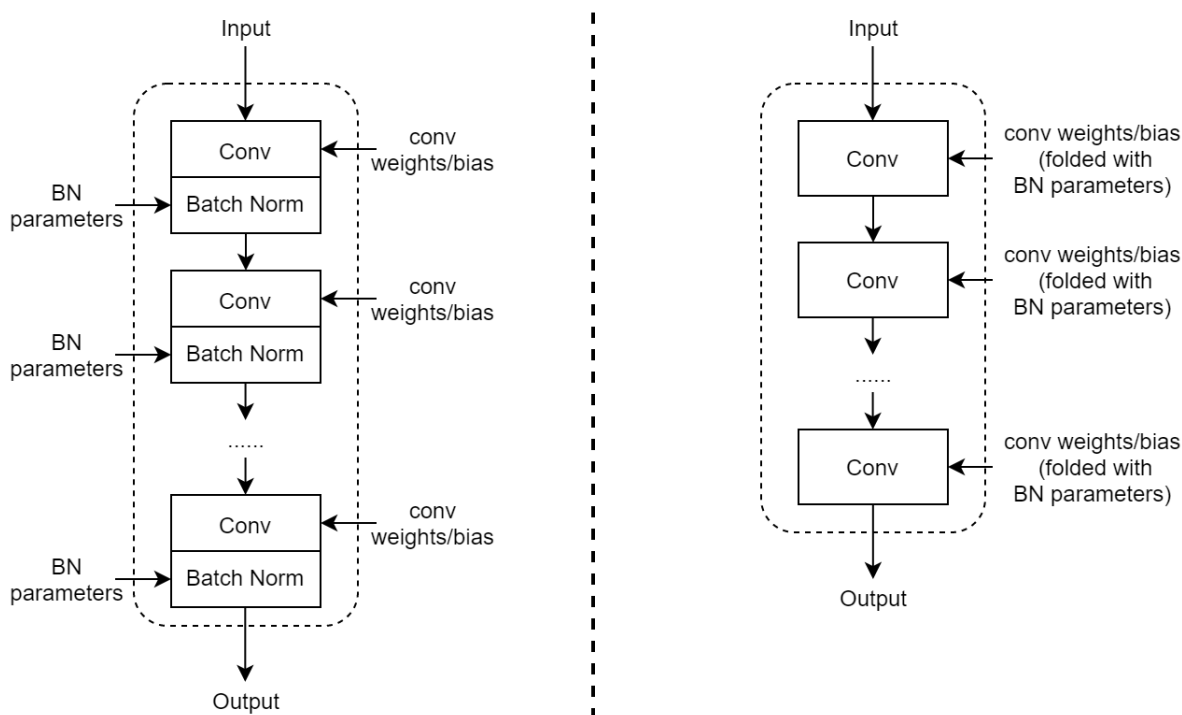 Input
Conv
conv
weights/bias
BN
parameters
Batch Norm
Conv
conv
weights/bias
BN
parameters
Batch Norm
......
Conv
conv
weights/bias
BN
parameters
Batch Norm
Output
Input
Conv
conv weights/bias
(folded with
BN parameters)
Conv
conv weights/bias
(folded with
BN parameters)
......
Conv
conv weights/bias
(folded with
BN parameters)
Output